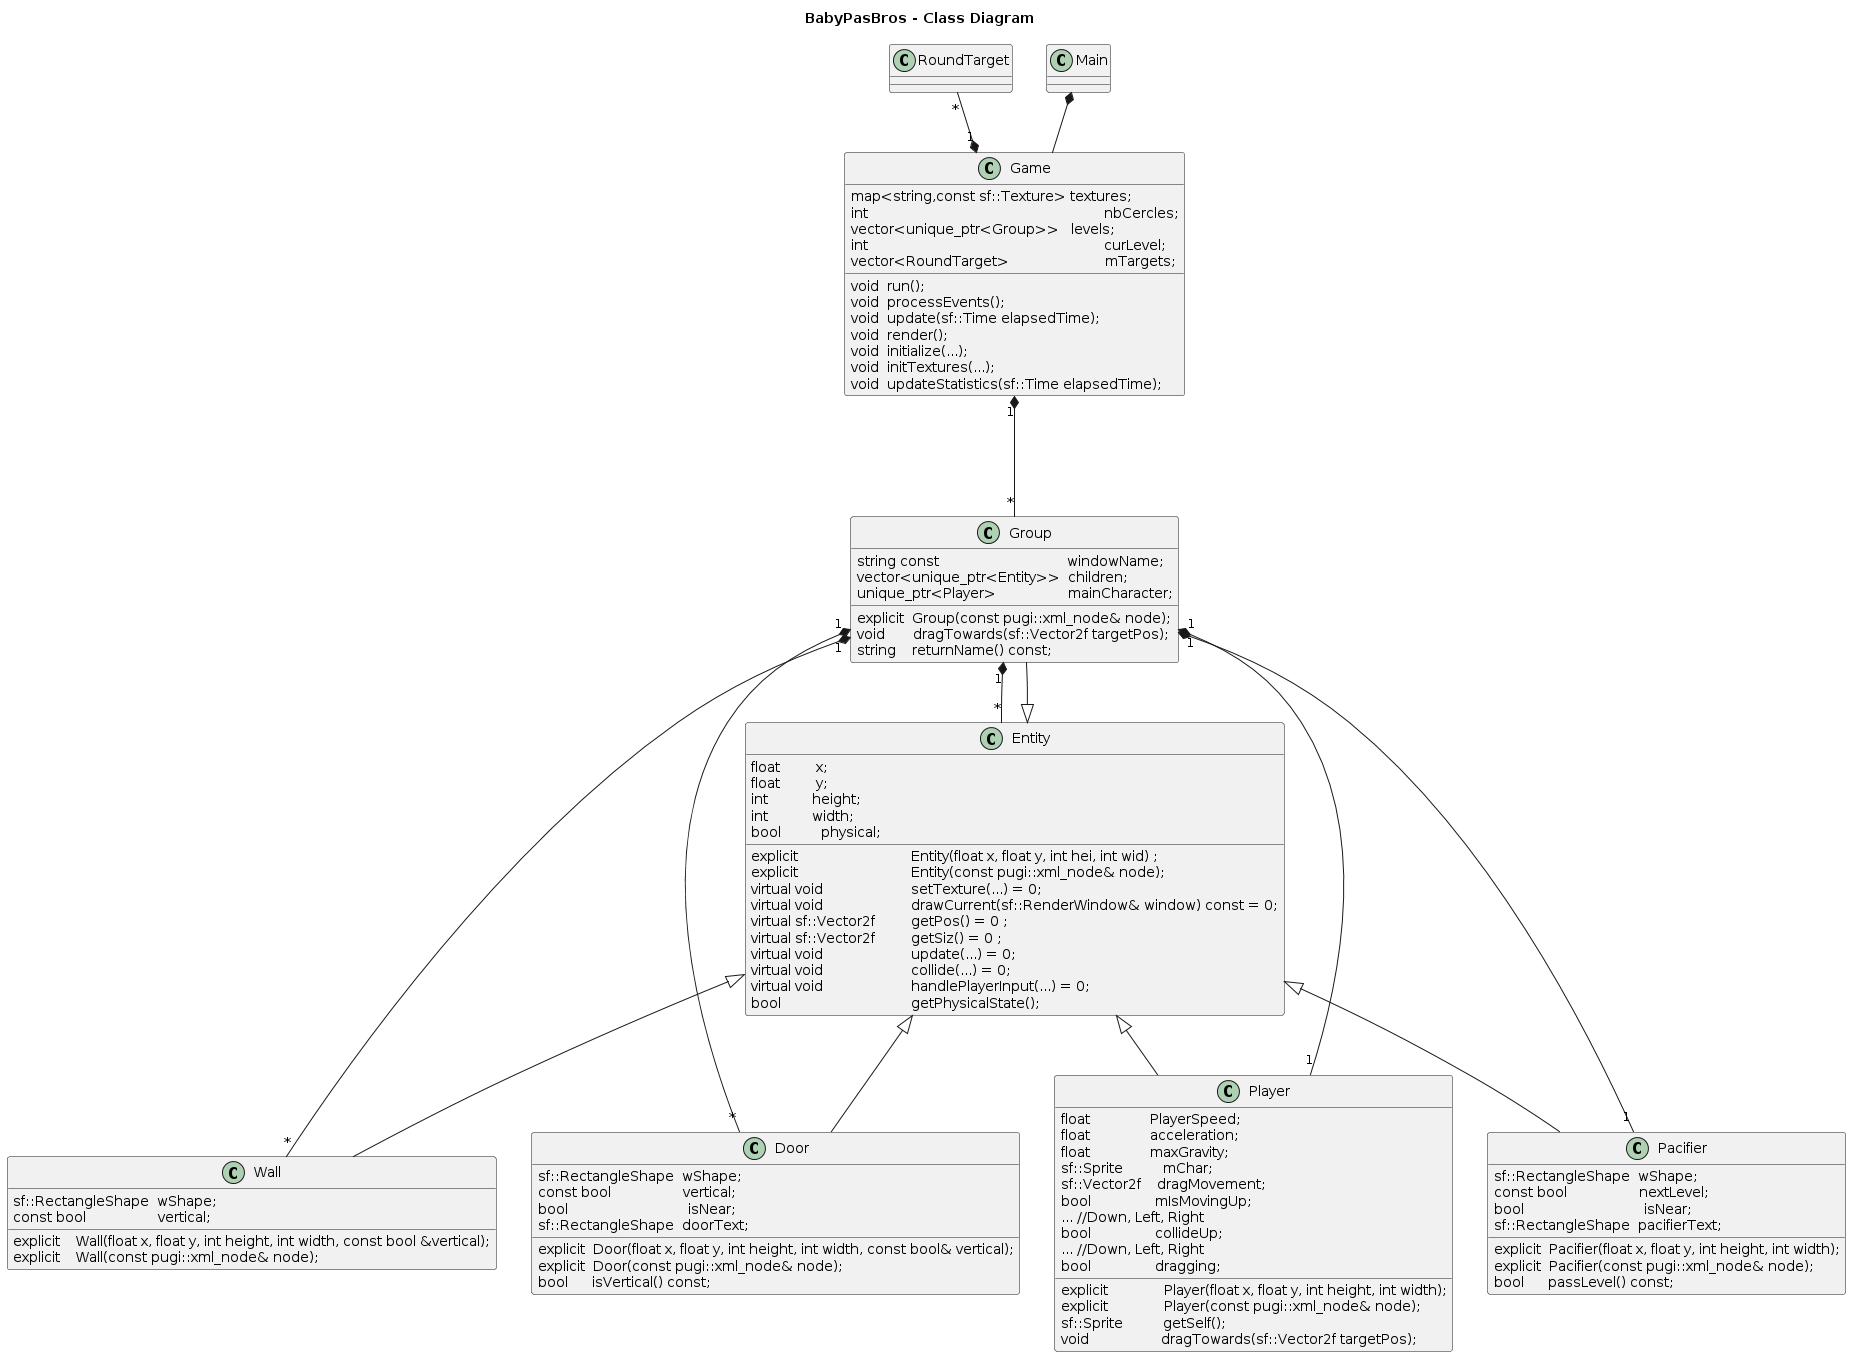 BabyPasBros - Class Diagram
C RoundTarget
C Main
*
1
C Game
map<string,const sf::Texture> textures;
int nbCercles;
vector<unique_ptr<Group>> levels;
int curLevel;
vector<RoundTarget> mTargets;
void run();
void processEvents();
void update(sf::Time elapsedTime);
void render();
void initialize(...);
void initTextures(...);
void updateStatistics(sf::Time elapsedTime);
1
*
C Group
string const windowName;
vector<unique_ptr<Entity>> children;
unique_ptr<Player> mainCharacter;
explicit Group(const pugi::xml_node& node);
void dragTowards(sf::Vector2f targetPos);
string returnName() const;
1
1
1
1
1
*
C Entity
float x;
float y;
int height;
int width;
bool physical;
explicit Entity(float x, float y, int hei, int wid) ;
explicit Entity(const pugi::xml_node& node);
virtual void setTexture(...) = 0;
virtual void drawCurrent(sf::RenderWindow& window) const = 0;
virtual sf::Vector2f getPos() = 0 ;
virtual sf::Vector2f getSiz() = 0 ;
virtual void update(...) = 0;
virtual void collide(...) = 0;
virtual void handlePlayerInput(...) = 0;
bool getPhysicalState();
*
*
1
1
C Wall
sf::RectangleShape wShape;
const bool vertical;
explicit Wall(float x, float y, int height, int width, const bool &vertical);
explicit Wall(const pugi::xml_node& node);
C Door
sf::RectangleShape wShape;
const bool vertical;
bool isNear;
sf::RectangleShape doorText;
explicit Door(float x, float y, int height, int width, const bool& vertical);
explicit Door(const pugi::xml_node& node);
bool isVertical() const;
C Player
float PlayerSpeed;
float acceleration;
float maxGravity;
sf::Sprite mChar;
sf::Vector2f dragMovement;
bool mIsMovingUp;
... //Down, Left, Right
bool collideUp;
... //Down, Left, Right
bool dragging;
explicit Player(float x, float y, int height, int width);
explicit Player(const pugi::xml_node& node);
sf::Sprite getSelf();
void dragTowards(sf::Vector2f targetPos);
C Pacifier
sf::RectangleShape wShape;
const bool nextLevel;
bool isNear;
sf::RectangleShape pacifierText;
explicit Pacifier(float x, float y, int height, int width);
explicit Pacifier(const pugi::xml_node& node);
bool passLevel() const;